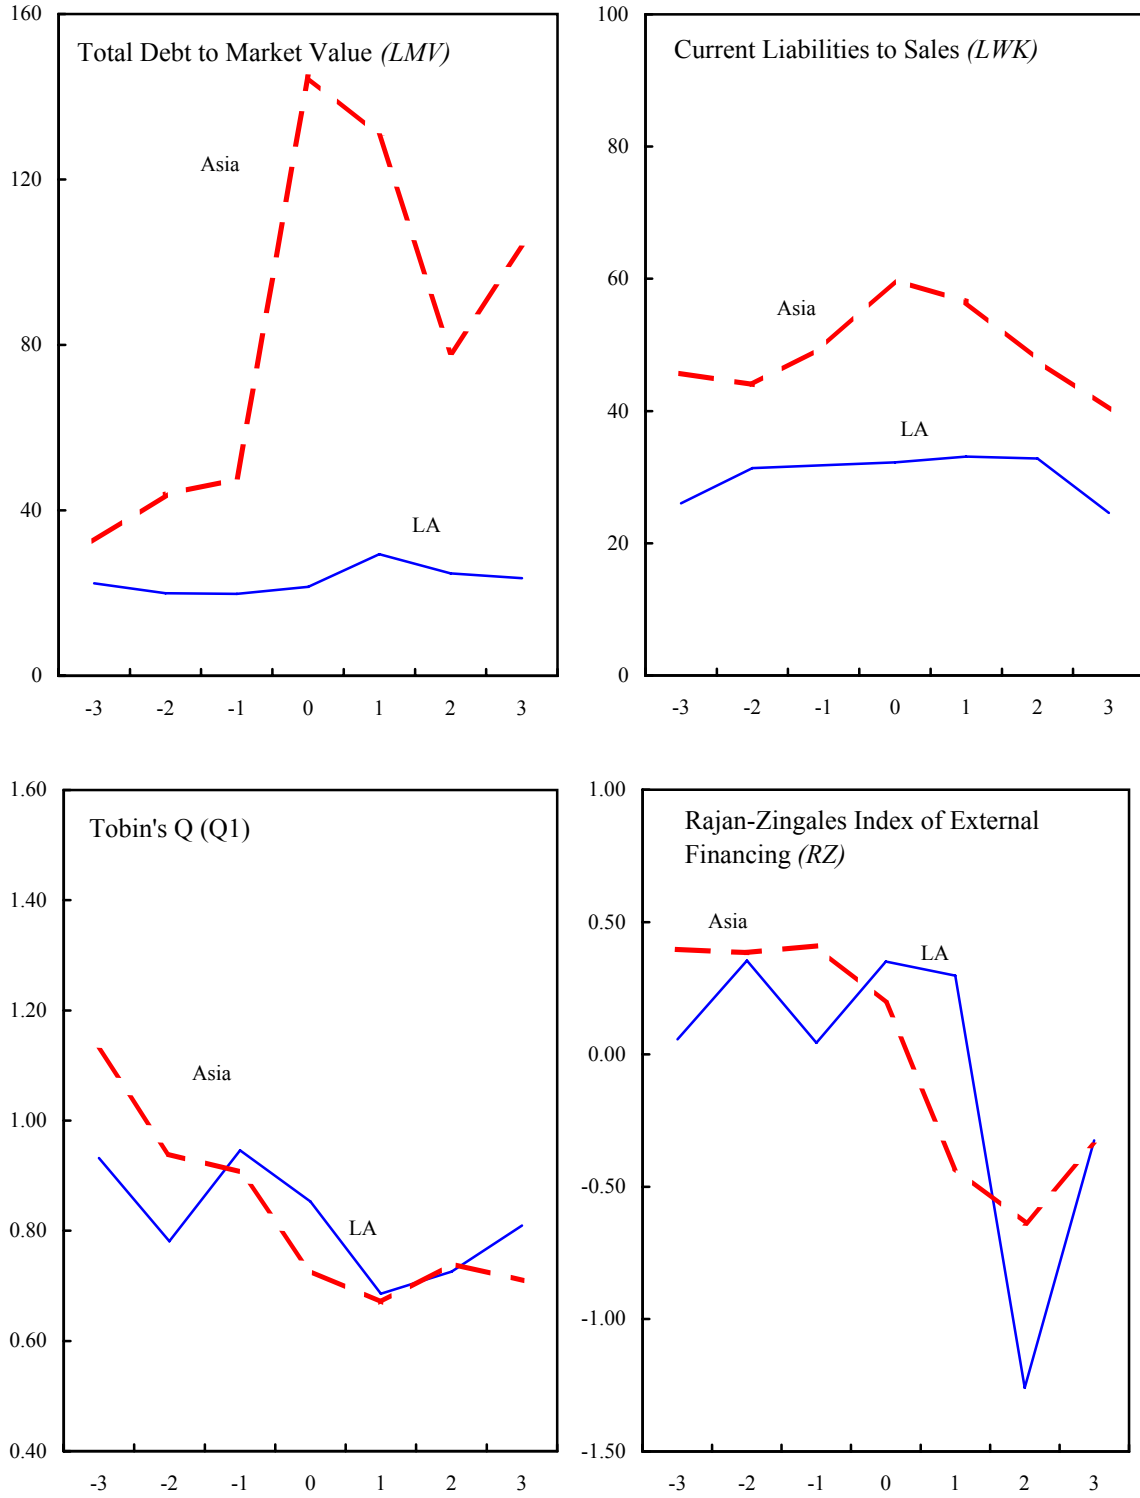 160
120
80
40
0
Total Debt to Market Value (LMV)
Asia
LA
-3 -2 -1 0 1 2 3
100
80
60
40
20
0
Current Liabilities to Sales (LWK)
Asia
LA
-3 -2 -1 0 1 2 3
1.60
1.40
1.20
1.00
0.80
0.60
0.40
Tobin's Q (Q1)
Asia
LA
-3 -2 -1 0 1 2 3
1.00
0.50
0.00
-0.50
-1.00
-1.50
Rajan-Zingales Index of External
Financing (RZ)
Asia
LA
-3 -2 -1 0 1 2 3